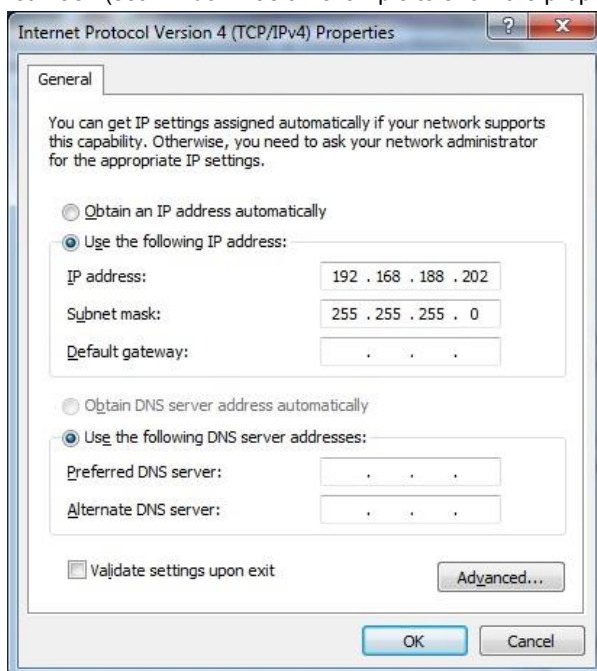 Internet Protocol Version 4 (TCP/IPv4) Properties
General
You can get IP settings assigned automatically if your network supports
this capability. Otherwise, you need to ask your network administrator
for the appropriate IP settings.
Obtain an IP address automatically
Use the following IP address:
IP address: 192 . 168 . 188 . 202
Subnet mask: 255 . 255 . 255 . 0
Default gateway: . . .
Obtain DNS server address automatically
Use the following DNS server addresses:
Preferred DNS server: . . .
Alternate DNS server: . . .
Validate settings upon exit
Advanced...
OK Cancel